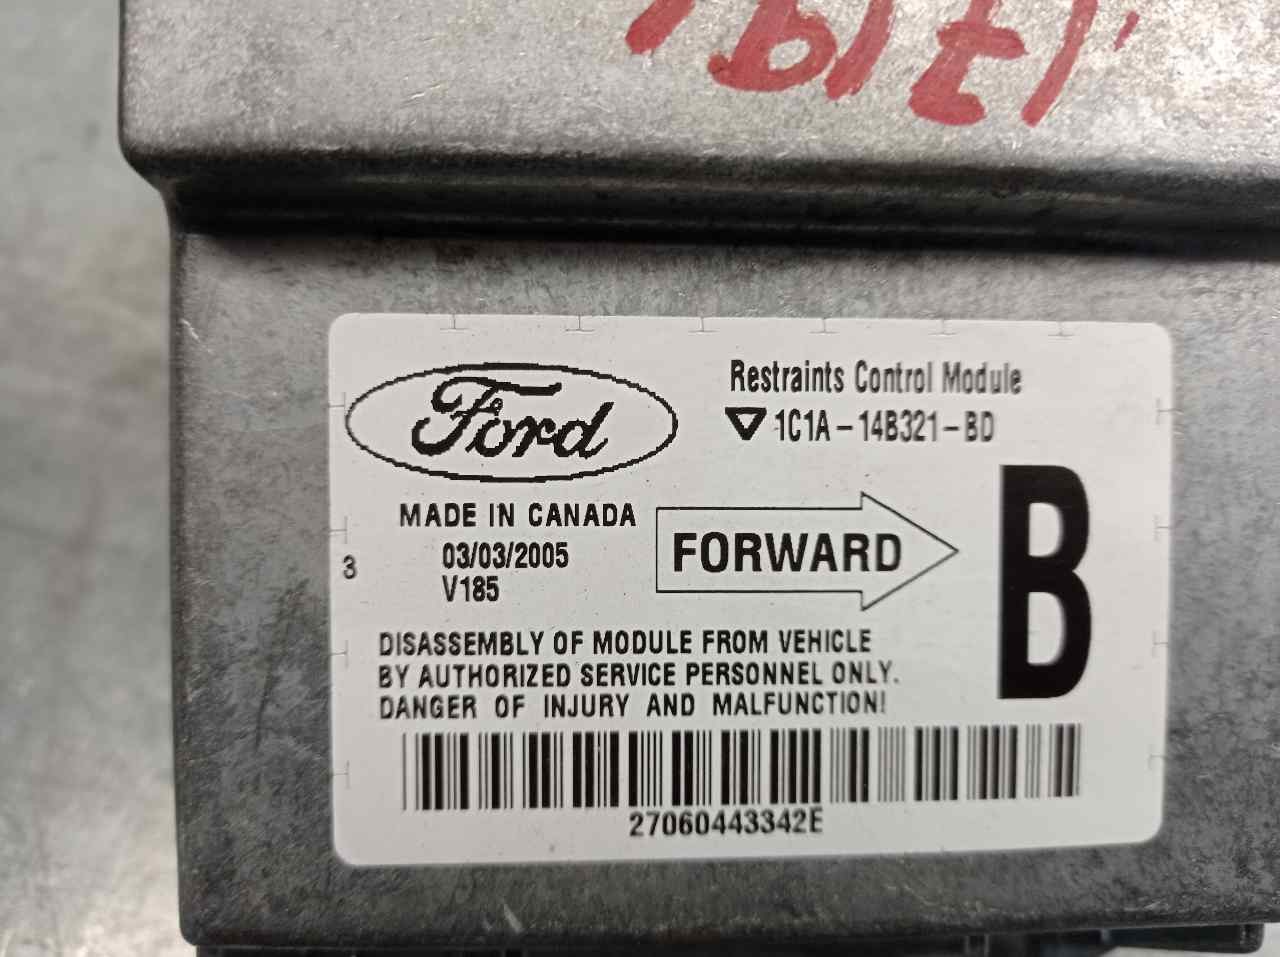 Ford
Restraints Control Module
1C1A-14B321-BD
B
MADE IN CANADA
03/03/2005
V185
3
FORWARD
DISASSEMBLY OF MODULE FROM VEHICLE
BY AUTHORIZED SERVICE PERSONNEL ONLY.
DANGER OF INJURY AND MALFUNCTION!
27060443342E